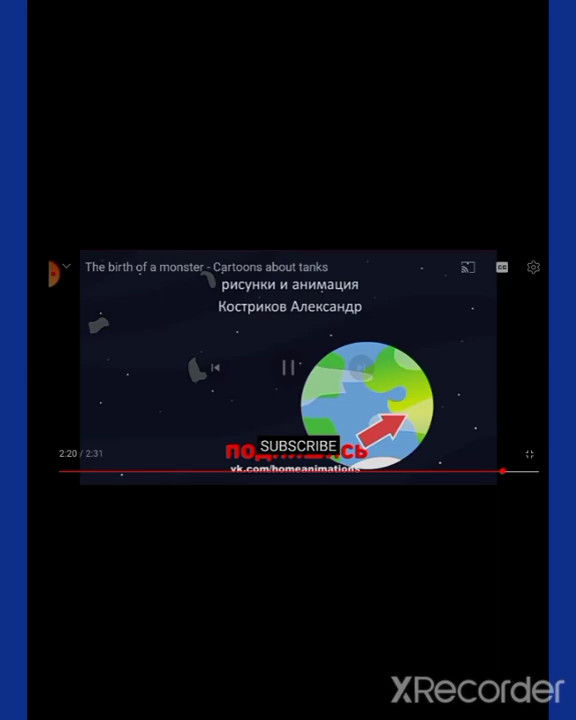 The birth of a monster - Cartoons about tanks
рисунки и анимация
Костриков Александр
SUBSCRIBE
2:20 / 2:31
vk.com/homeanimations
XRecorder